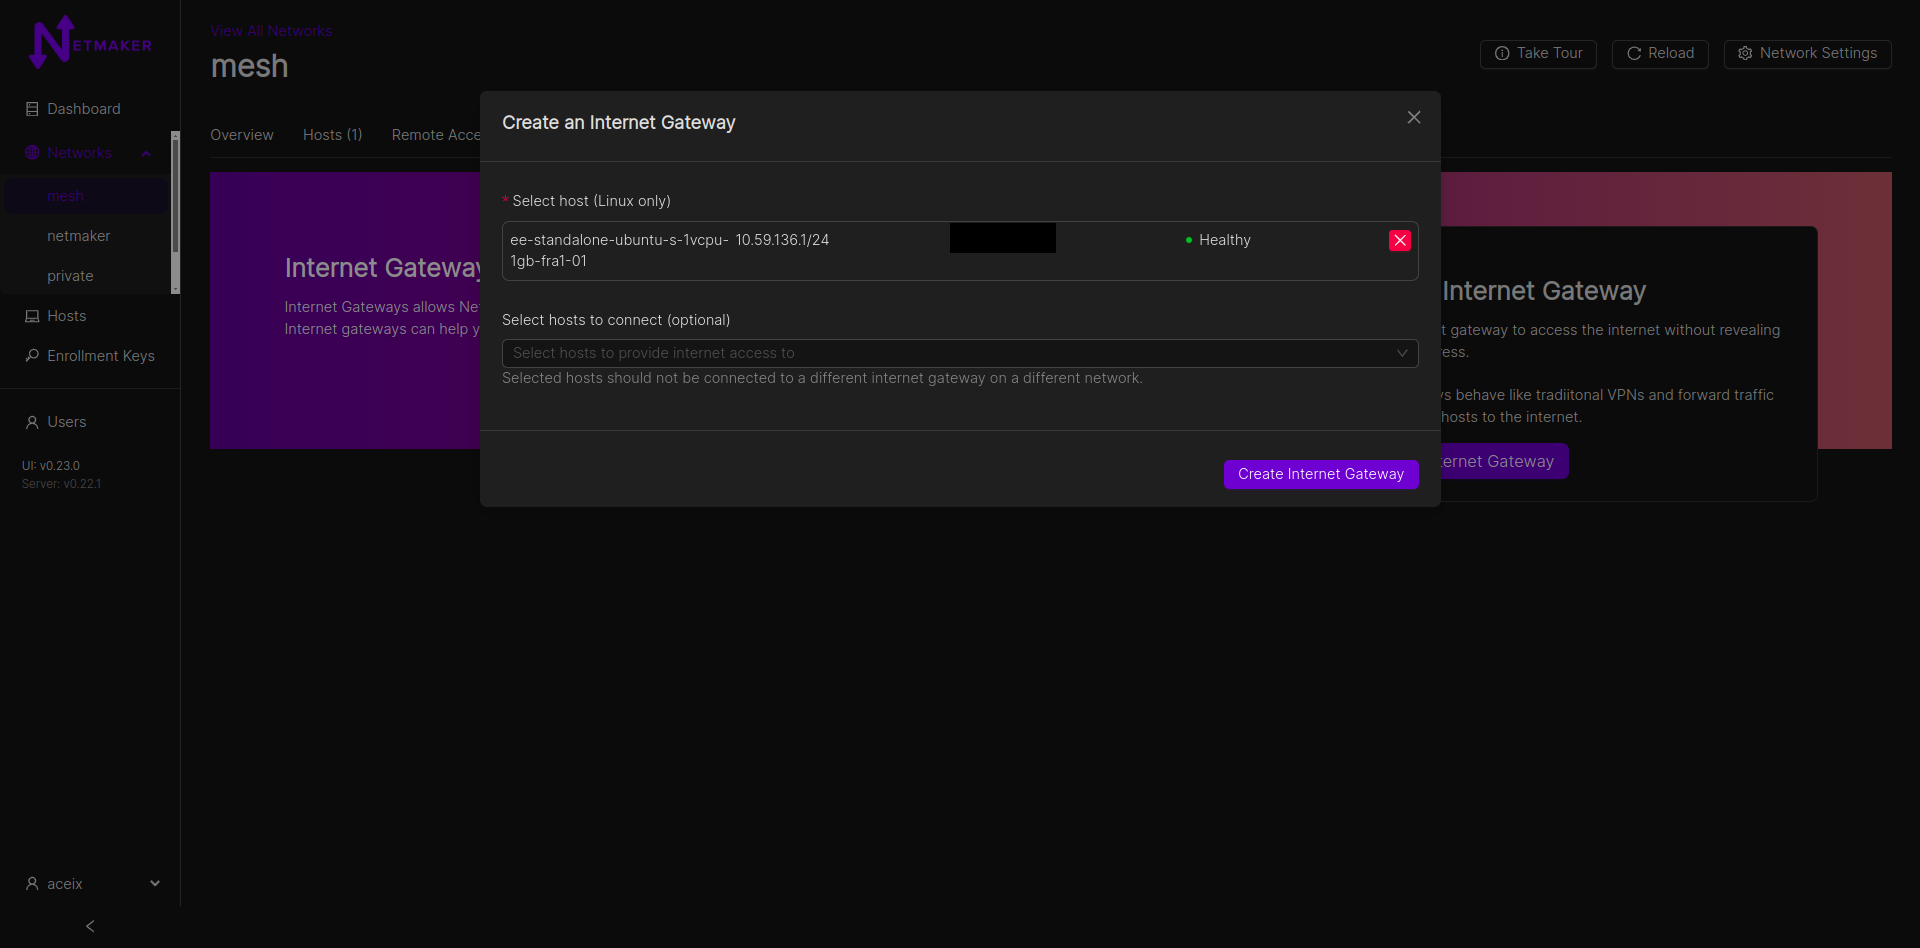 NETMAKER
Dashboard
Networks
mesh
netmaker
private
Hosts
Enrollment Keys
Users
UI: v0.23.0
Server: v0.22.1
aceix
View All Networks
mesh
Take Tour
Reload
Network Settings
Overview
Hosts (1)
Remote Acce
Internet Gateway
Internet Gateways allows Ne
Internet gateways can help y
Create an Internet Gateway
* Select host (Linux only)
ee-standalone-ubuntu-s-1vcpu- 10.59.136.1/24 Healthy
1gb-fra1-01
Select hosts to connect (optional)
Select hosts to provide internet access to
Selected hosts should not be connected to a different internet gateway on a different network.
Create Internet Gateway
Internet Gateway
t gateway to access the internet without revealing
ess.
s behave like tradiitonal VPNs and forward traffic
hosts to the internet.
ernet Gateway